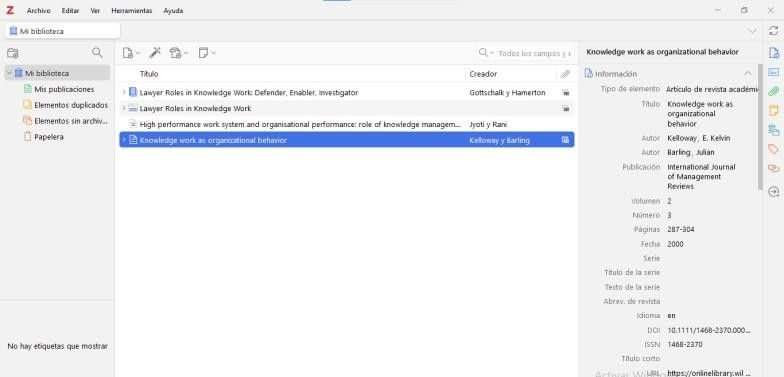 Z Archivo Editar Ver Herramientas Ayuda
Mi biblioteca
Todos los campos y e
Mi biblioteca
Mis publicaciones
Elementos duplicados
Elementos sin archiv...
Papelera
No hay etiquetas que mostrar
Título Creador
Lawyer Roles in Knowledge Work: Defender, Enabler, Investigator Gottschalk y Hamerton
Lawyer Roles in Knowledge Work
High performance work system and organisational performance: role of knowledge managem... Jyoti y Rani
Knowledge work as organizational behavior Kelloway y Barling
Knowledge work as organizational behavior
Información
Tipo de elemento Artículo de revista académi
Título Knowledge work as
organizational
behavior
Autor Kelloway, E. Kelvin
Autor Barling, Julian
Publicación International Journal
of Management
Reviews
Volumen 2
Número 3
Páginas 287-304
Fecha 2000
Serie
Título de la serie
Texto de la serie
Abrev. de revista
Idioma en
DOI 10.1111/1468-2370.000...
ISSN 1468-2370
Título corto
URL https://onlinelibrary.wil...
Activar